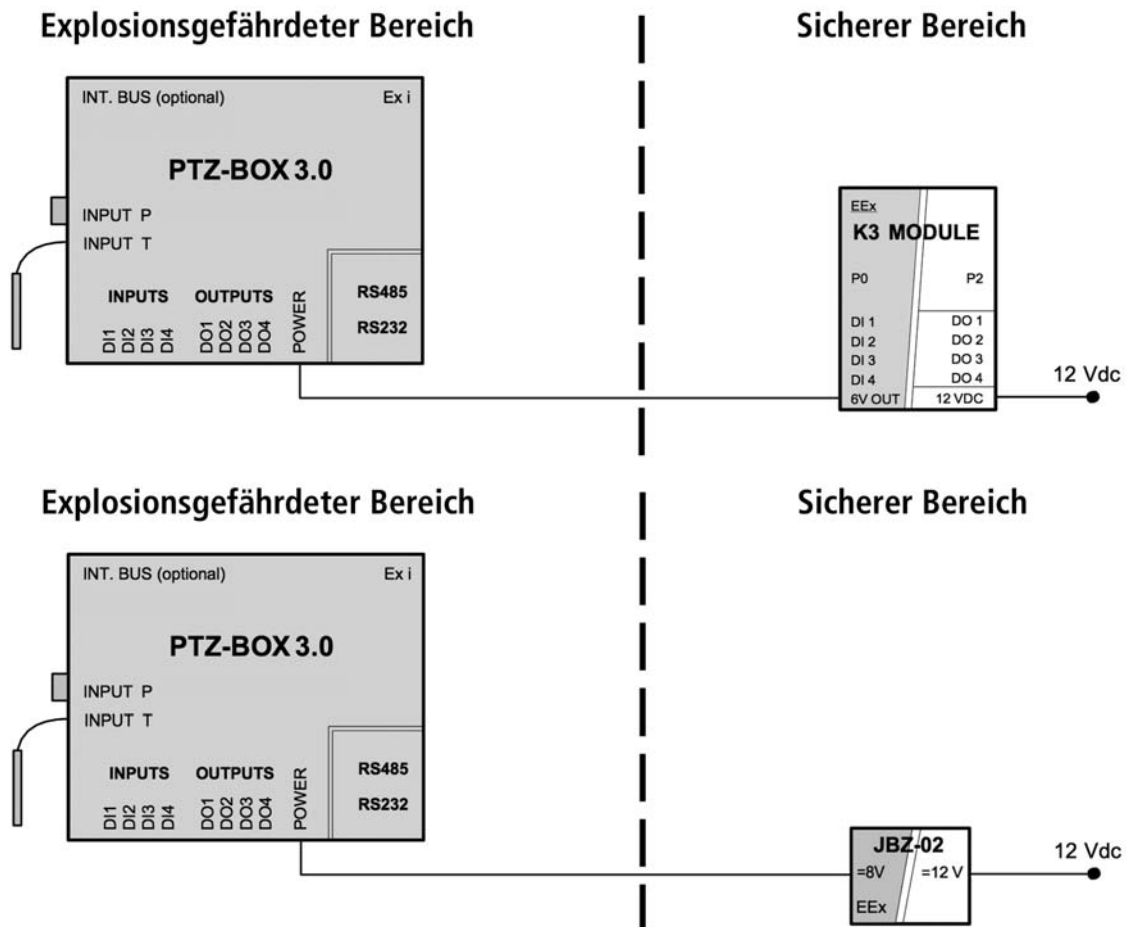 Explosionsgefährdeter Bereich
Sicherer Bereich
INT. BUS (optional)
Ex i
PTZ-BOX 3.0
INPUT P
INPUT T
INPUTS
OUTPUTS
DI1
DI2
DI3
DI4
DO1
DO2
DO3
DO4
POWER
RS485
RS232
EEx
K3 MODULE
P0
P2
DI 1
DO 1
DI 2
DO 2
DI 3
DO 3
DI 4
DO 4
6V OUT
12 VDC
12 Vdc
Explosionsgefährdeter Bereich
Sicherer Bereich
INT. BUS (optional)
Ex i
PTZ-BOX 3.0
INPUT P
INPUT T
INPUTS
OUTPUTS
DI1
DI2
DI3
DI4
DO1
DO2
DO3
DO4
POWER
RS485
RS232
JBZ-02
=8V
=12 V
EEx
12 Vdc